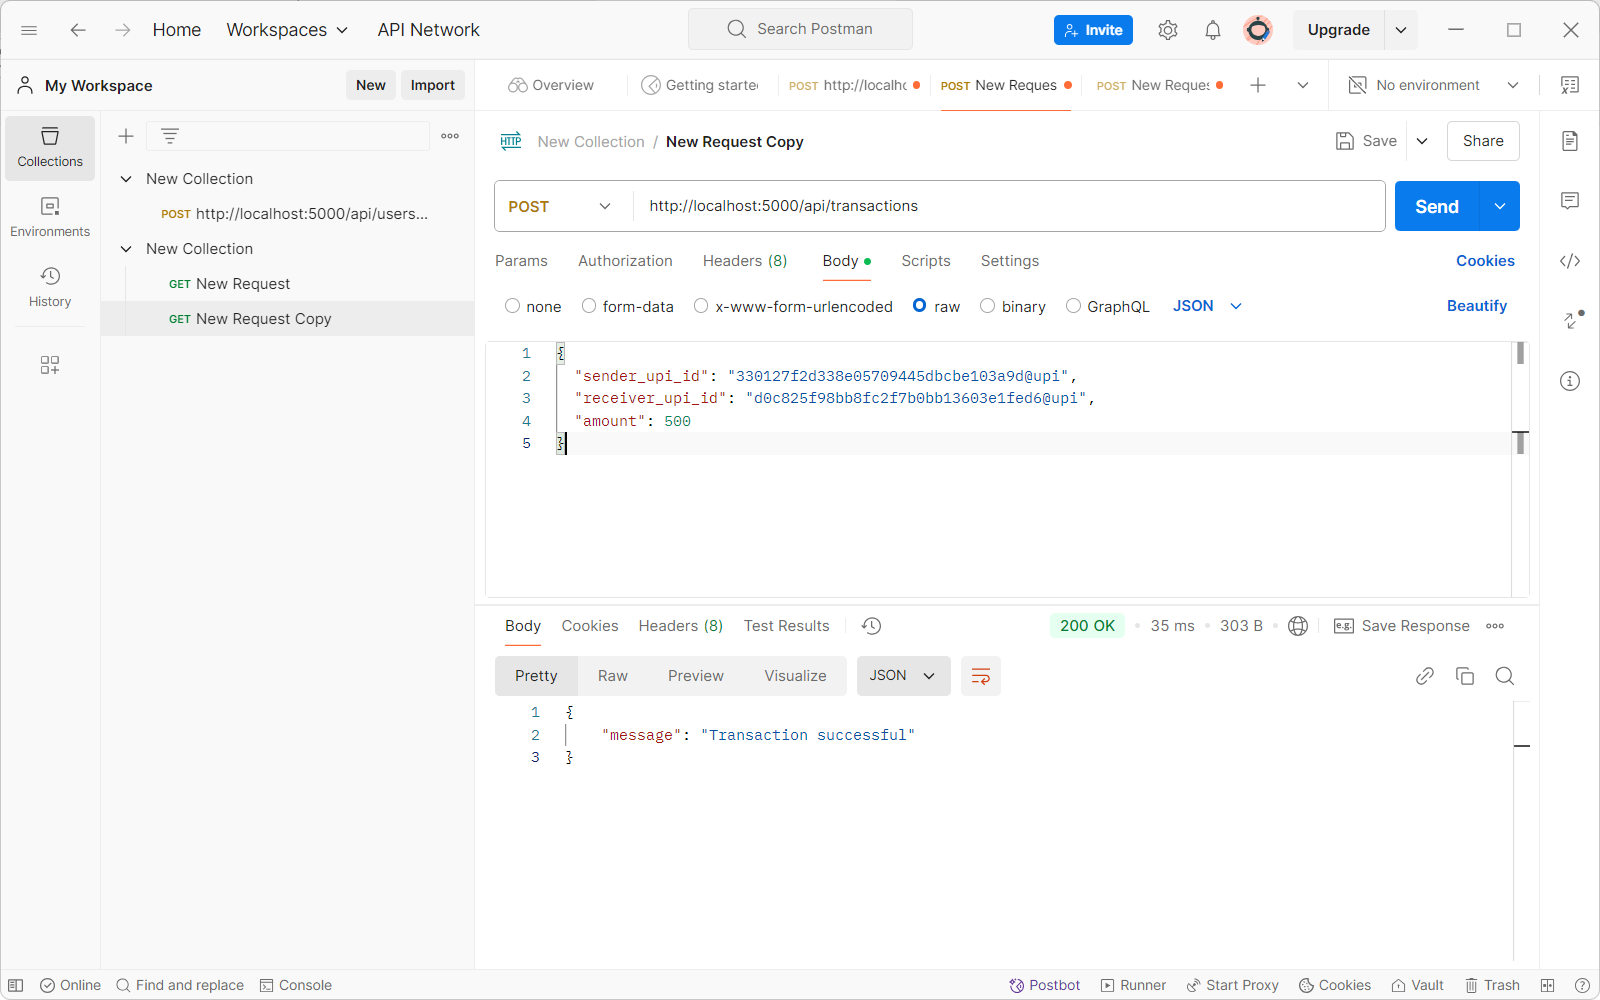 Home Workspaces API Network Search Postman Invite Upgrade
My Workspace New Import Overview Getting starte POST http://localhc POST New Reques POST New Reques No environment
Collections
Environments
History
New Collection
POST http://localhost:5000/api/users...
New Collection
GET New Request
GET New Request Copy
HTTP New Collection / New Request Copy Save Share
POST http://localhost:5000/api/transactions Send
Params Authorization Headers (8) Body Scripts Settings Cookies
none form-data x-www-form-urlencoded raw binary GraphQL JSON Beautify
1 {
2 "sender_upi_id": "330127f2d338e05709445dbcbe103a9d@upi",
3 "receiver_upi_id": "d0c825f98bb8fc2f7b0bb13603e1fed6@upi",
4 "amount": 500
5 }
Body Cookies Headers (8) Test Results 200 OK 35 ms 303 B e.g. Save Response
Pretty Raw Preview Visualize JSON
1 {
2 "message": "Transaction successful"
3 }
Online Find and replace Console Postbot Runner Start Proxy Cookies Vault Trash